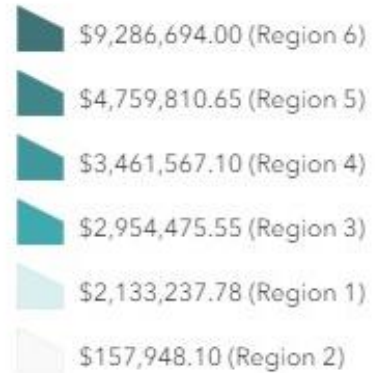 $9,286,694.00 (Region 6)
$4,759,810.65 (Region 5)
$3,461,567.10 (Region 4)
$2,954,475.55 (Region 3)
$2,133,237.78 (Region 1)
$157,948.10 (Region 2)